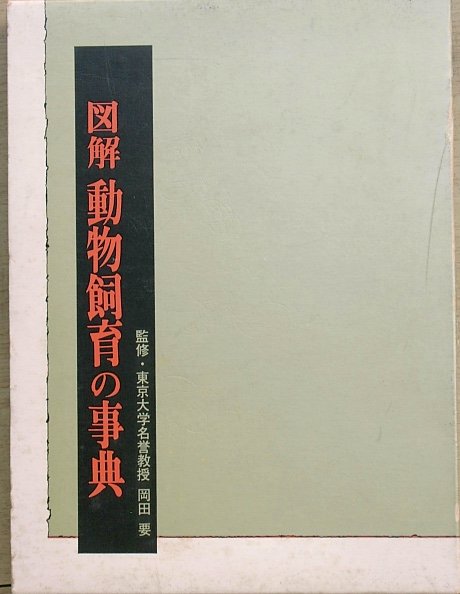 図解 動物飼育の事典
監修・東京大学名誉教授 岡田 要